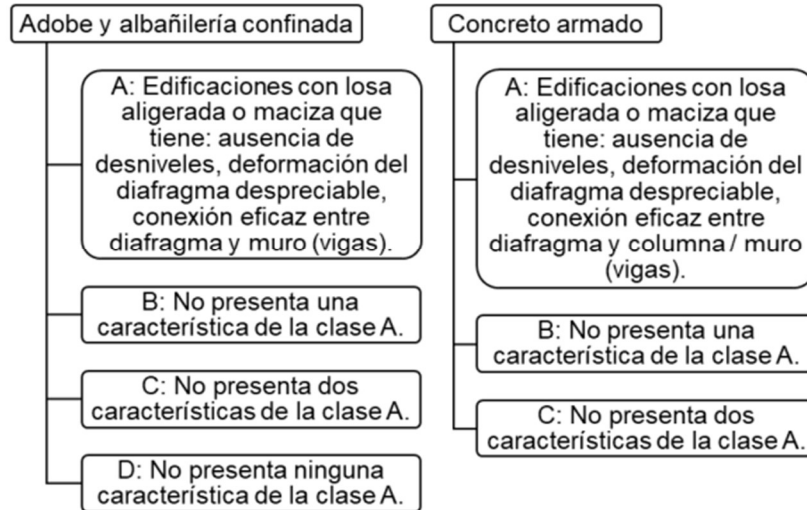 Adobe y albañilería confinada
A: Edificaciones con losa
aligerada o maciza que
tiene: ausencia de
desniveles, deformación del
diafragma despreciable,
conexión eficaz entre
diafragma y muro (vigas).
B: No presenta una
característica de la clase A.
C: No presenta dos
características de la clase A.
D: No presenta ninguna
característica de la clase A.
Concreto armado
A: Edificaciones con losa
aligerada o maciza que
tiene: ausencia de
desniveles, deformación del
diafragma despreciable,
conexión eficaz entre
diafragma y columna / muro
(vigas).
B: No presenta una
característica de la clase A.
C: No presenta dos
características de la clase A.